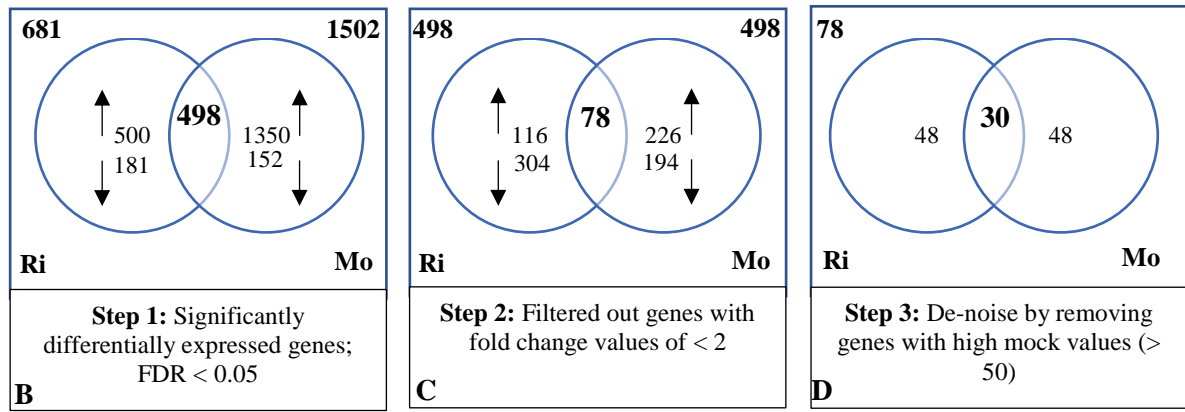 681 1502
498
500 1350
181 152
Ri Mo
Step 1: Significantly
differentially expressed genes;
FDR < 0.05
B
498 498
78
116 226
304 194
Ri Mo
Step 2: Filtered out genes with
fold change values of < 2
C
78
30
48 48
Ri Mo
Step 3: De-noise by removing
genes with high mock values (>
50)
D